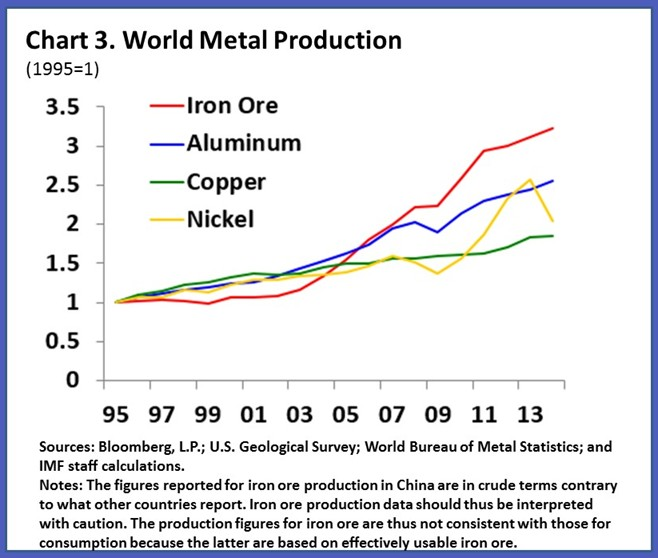 Chart 3. World Metal Production
(1995=1)
3.5
3
2.5
2
1.5
1
0.5
0
Iron Ore
Aluminum
Copper
Nickel
95 97 99 01 03 05 07 09 11 13
Sources: Bloomberg, L.P.; U.S. Geological Survey; World Bureau of Metal Statistics; and
IMF staff calculations.
Notes: The figures reported for iron ore production in China are in crude terms contrary
to what other countries report. Iron ore production data should thus be interpreted
with caution. The production figures for iron ore are thus not consistent with those for
consumption because the latter are based on effectively usable iron ore.